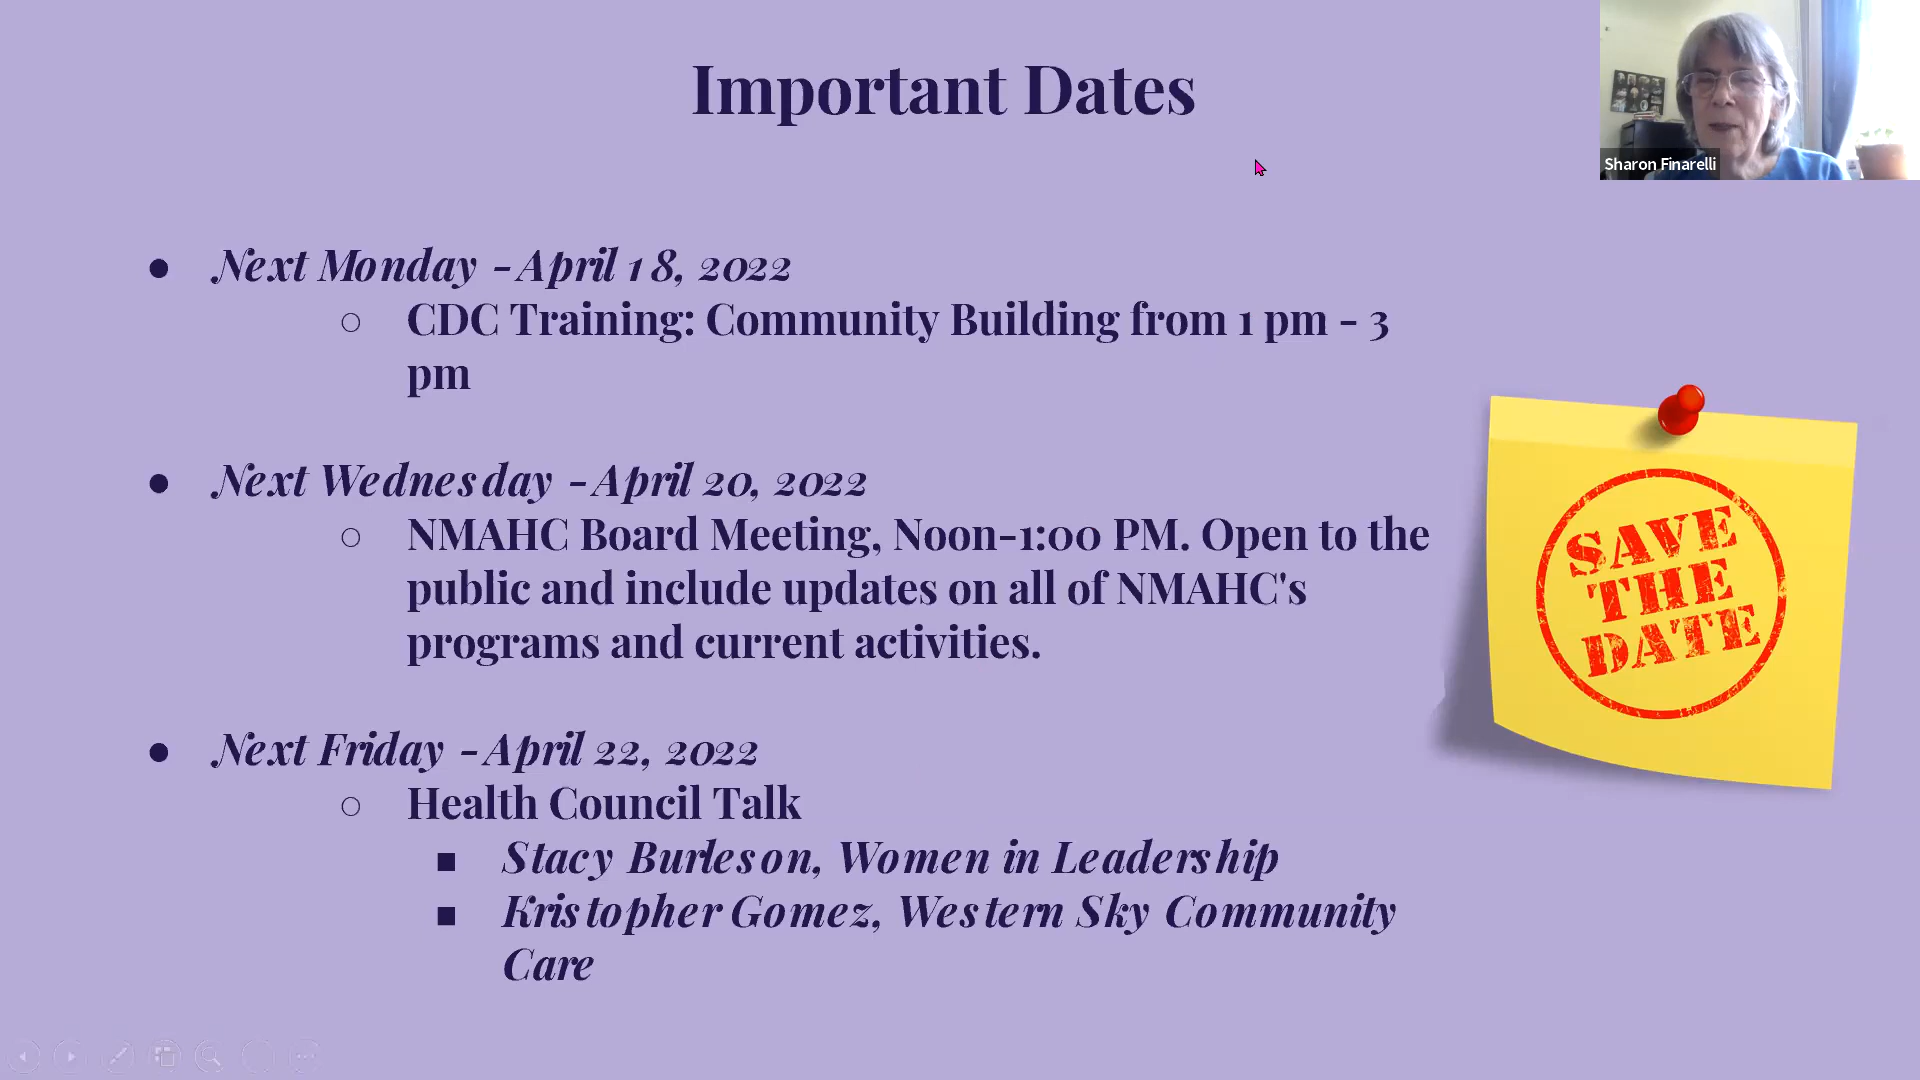 Important Dates
Sharon Finarelli
Next Monday - April 18, 2022
CDC Training: Community Building from 1 pm - 3
pm
Next Wednesday - April 20, 2022
NMAHC Board Meeting, Noon-1:00 PM. Open to the
public and include updates on all of NMAHC's
programs and current activities.
SAVE
THE
DATE
Next Friday - April 22, 2022
Health Council Talk
Stacy Burleson, Women in Leadership
Kristopher Gomez, Western Sky Community
Care